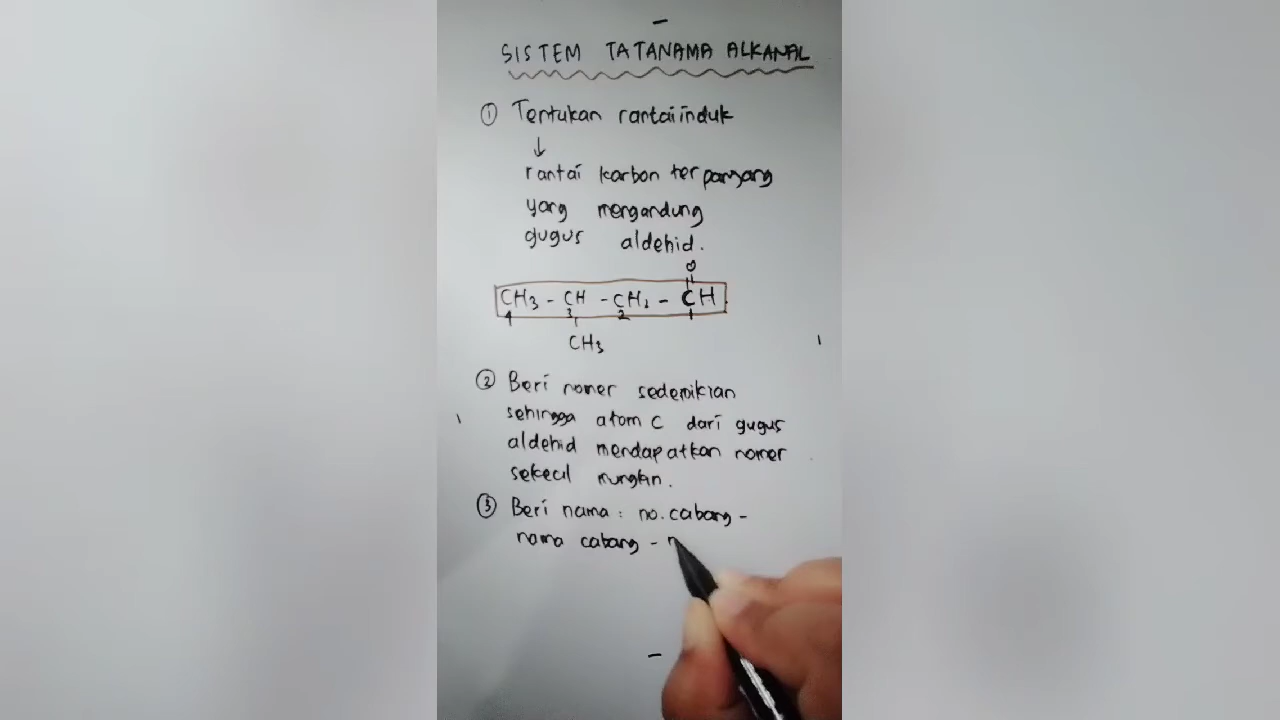 SISTEM TATANAMA ALKANAL
① Tentukan rantai induk
↓
rantai karbon terpanjang
yang mengandung
gugus aldehid.
O
CH3 - CH - CH2 - CH
4 3 2 1
CH3
② Beri nomer sedemikian
sehingga atom C dari gugus
aldehid mendapatkan nomer
sekecil mungkin.
③ Beri nama : no. cabang -
nama cabang - n